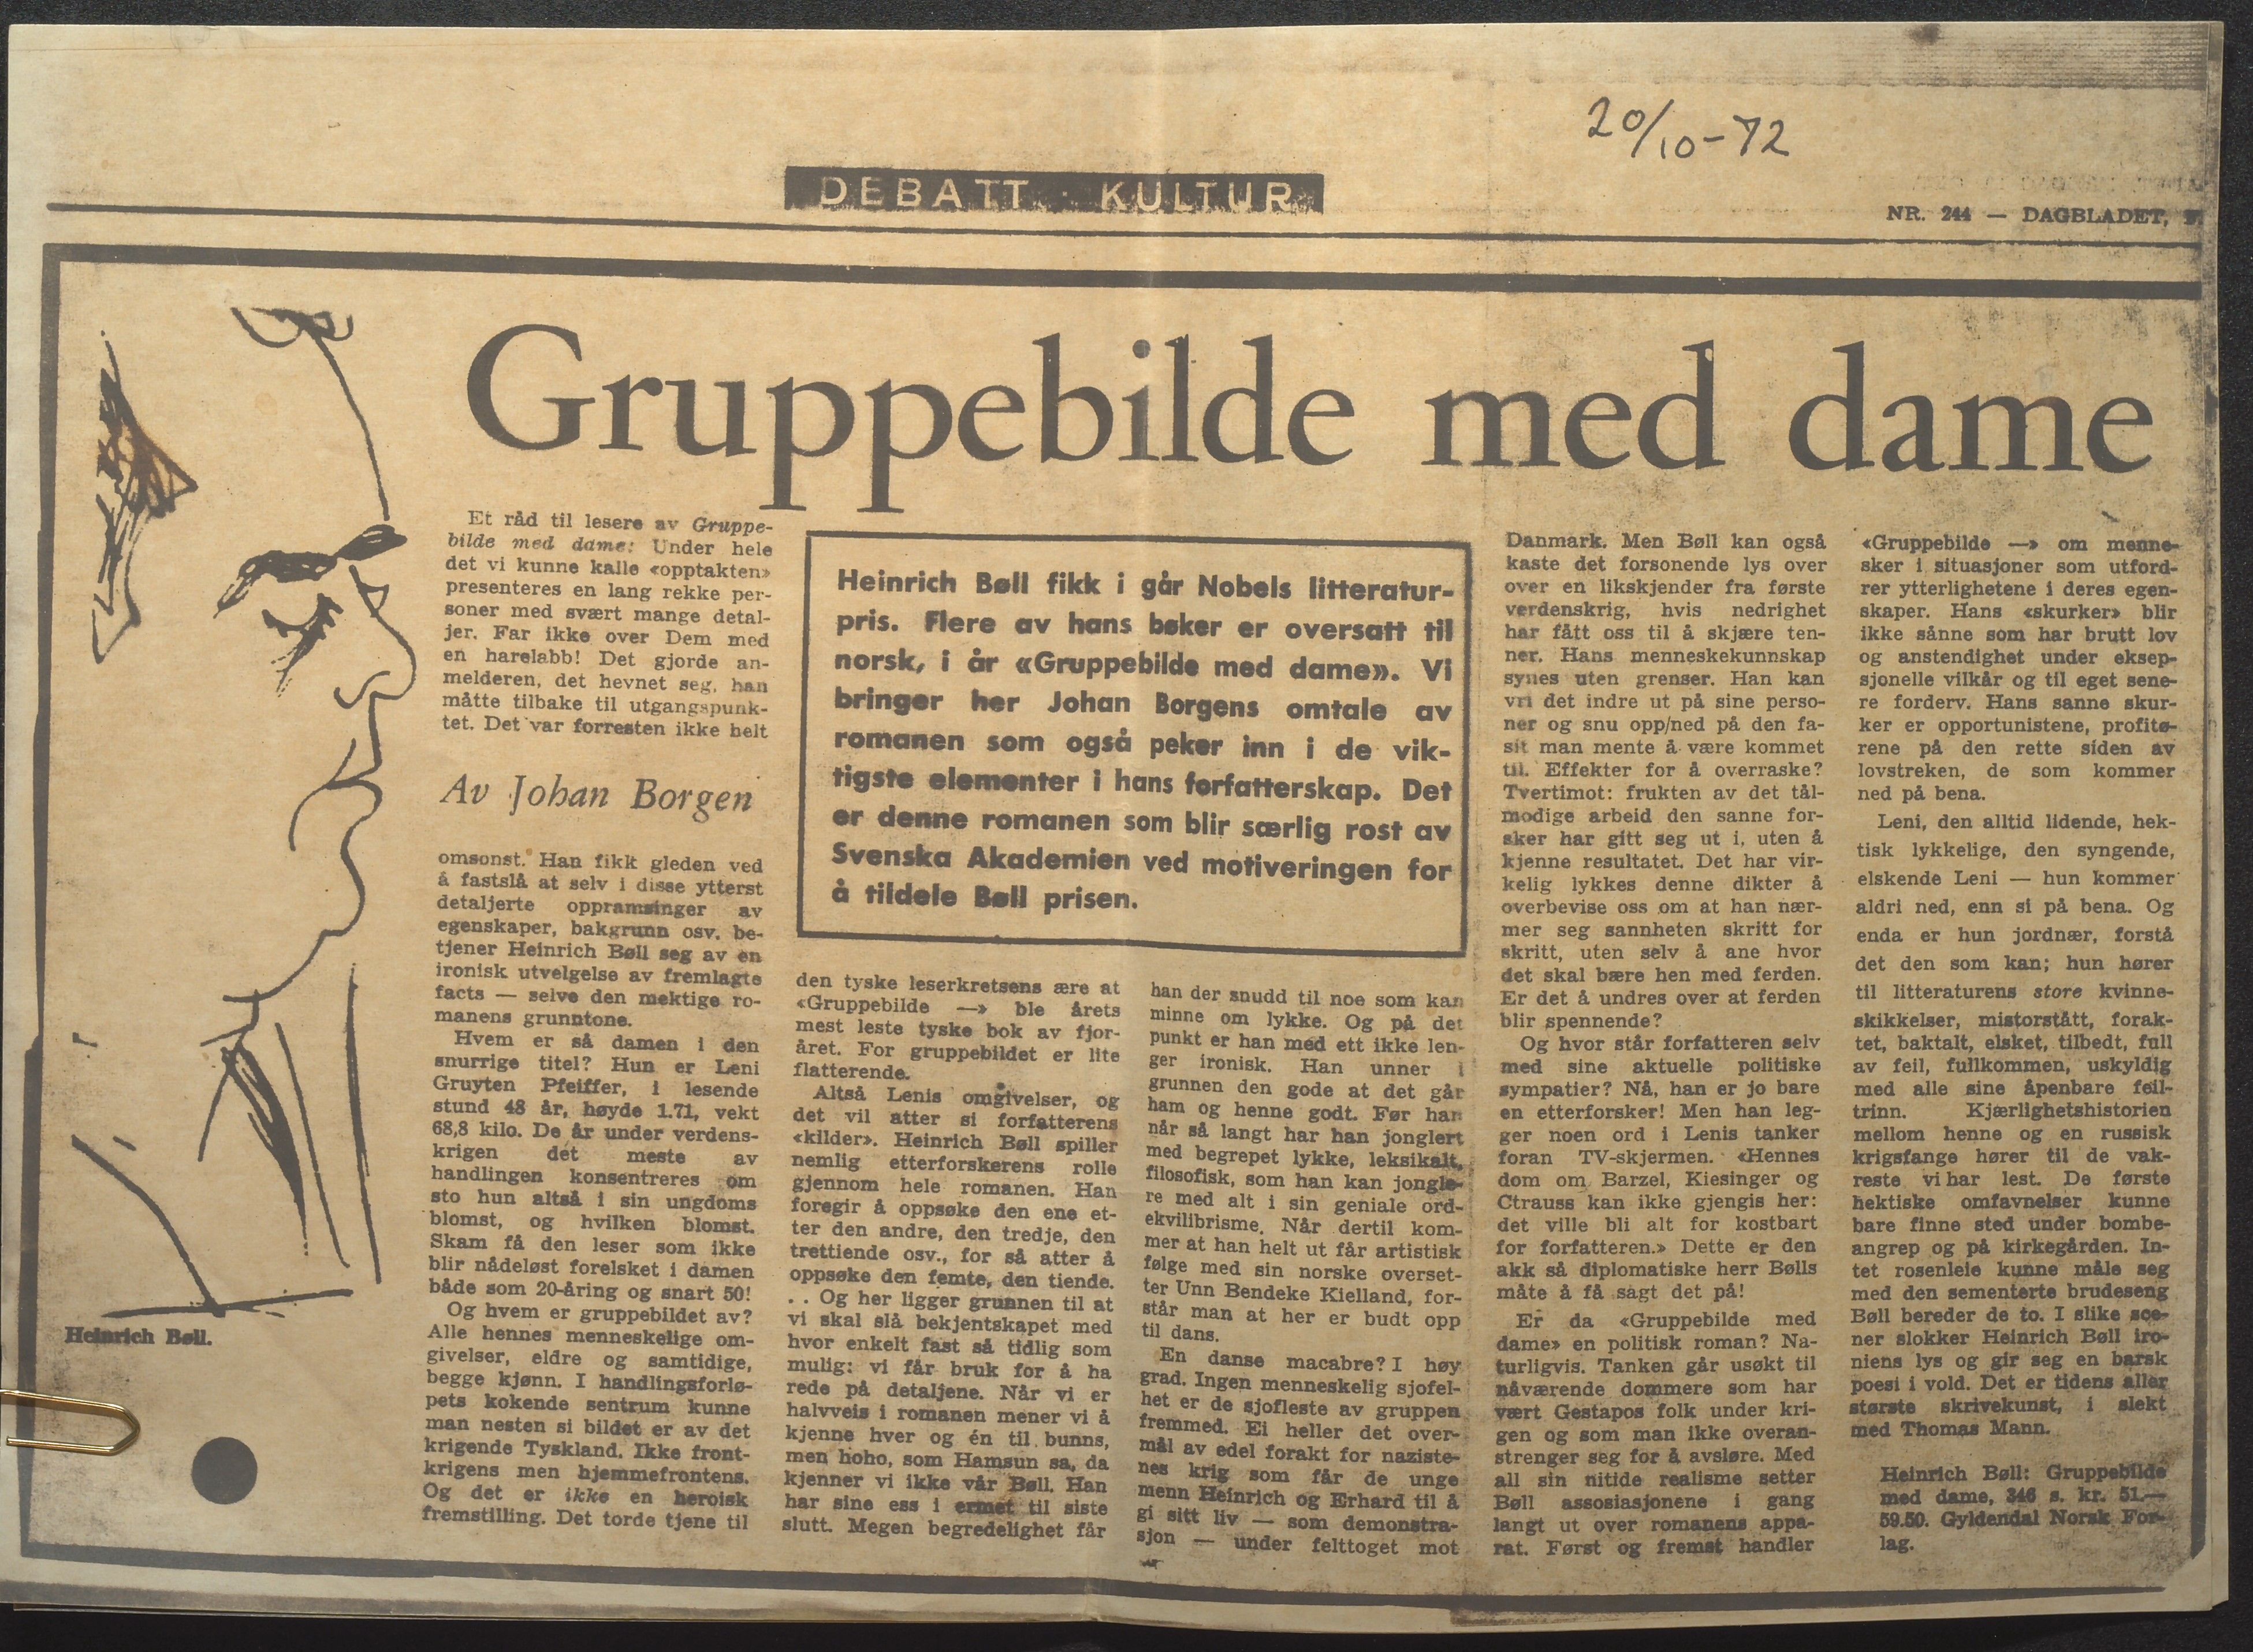 20/10-72
DEBATT · KULTUR
NR. 244 — DAGBLADET,
Gruppebilde med dame
Et råd til lesere av Gruppe-
bilde med dame: Under hele
det vi kunne kalle «opptakten»
presenteres en lang rekke per-
soner med svært mange detal-
jer. Far ikke over Dem med
en harelabb! Det gjorde an-
melderen, det hevnet seg, han
måtte tilbake til utgangspunk-
tet. Det var forresten ikke helt
Av Johan Borgen
omsonst. Han fikk gleden ved
å fastslå at selv i disse ytterst
detaljerte oppramsinger av
egenskaper, bakgrunn osv. be-
tjener Heinrich Bøll seg av en
ironisk utvelgelse av fremlagte
facts — selve den mektige ro-
manens grunntone.
Hvem er så damen i den
snurrige titel? Hun er Leni
Gruyten Pfeiffer, i lesende
stund 48 år, høyde 1.71, vekt
68,8 kilo. De år under verdens-
krigen det meste av
handlingen konsentreres om
sto hun altså i sin ungdoms
blomst, og hvilken blomst.
Skam få den leser som ikke
blir nådeløst forelsket i damen
både som 20-åring og snart 50!
Og hvem er gruppebildet av?
Alle hennes menneskelige om-
givelser, eldre og samtidige,
begge kjønn. I handlingsforlø-
pets kokende sentrum kunne
man nesten si bildet er av det
krigende Tyskland. Ikke front-
krigens men hjemmefrontens.
Og det er ikke en heroisk
fremstilling. Det torde tjene til
Heinrich Bøll fikk i går Nobels litteratur-
pris. Flere av hans bøker er oversatt til
norsk, i år «Gruppebilde med dame». Vi
bringer her Johan Borgens omtale av
romanen som også peker inn i de vik-
tigste elementer i hans forfatterskap. Det
er denne romanen som blir særlig rost av
Svenska Akademien ved motiveringen for
å tildele Bøll prisen.
den tyske leserkretsens ære at
«Gruppebilde —» ble årets
mest leste tyske bok av fjor-
året. For gruppebildet er lite
flatterende.
Altså Lenis omgivelser, og
det vil atter si forfatterens
«kilder». Heinrich Bøll spiller
nemlig etterforskerens rolle
gjennom hele romanen. Han
foregir å oppsøke den ene et-
ter den andre, den tredje, den
trettiende osv., for så atter å
oppsøke den femte, den tiende.
. . Og her ligger grunnen til at
vi skal slå bekjentskapet med
hvor enkelt fast så tidlig som
mulig: vi får bruk for å ha
rede på detaljene. Når vi er
halvveis i romanen mener vi å
kjenne hver og én til bunns,
men hoho, som Hamsun sa, da
kjenner vi ikke vår Bøll. Han
har sine ess i ermet til siste
slutt. Megen begredelighet får
han der snudd til noe som kan
minne om lykke. Og på det
punkt er han med ett ikke len-
ger ironisk. Han unner i
grunnen den gode at det går
ham og henne godt. Før han
når så langt har han jonglert
med begrepet lykke, leksikalt,
filosofisk, som han kan jongle-
re med alt i sin geniale ord-
ekvilibrisme. Når dertil kom-
mer at han helt ut får artistisk
følge med sin norske overset-
ter Unn Bendeke Kielland, for-
står man at her er budt opp
til dans.
En danse macabre? I høy
grad. Ingen menneskelig sjofel-
het er de sjofleste av gruppen
fremmed. Ei heller det over-
mål av edel forakt for naziste-
nes krig som får de unge
menn Heinrich og Erhard til å
gi sitt liv — som demonstra-
sjon — under felttoget mot
Danmark. Men Bøll kan også
kaste det forsonende lys over
over en likskjender fra første
verdenskrig, hvis nedrighet
har fått oss til å skjære ten-
ner. Hans menneskekunnskap
synes uten grenser. Han kan
vri det indre ut på sine perso-
ner og snu opp/ned på den fa-
sit man mente å være kommet
til. Effekter for å overraske?
Tvertimot: frukten av det tål-
modige arbeid den sanne for-
sker har gitt seg ut i, uten å
kjenne resultatet. Det har vir-
kelig lykkes denne dikter å
overbevise oss om at han nær-
mer seg sannheten skritt for
skritt, uten selv å ane hvor
det skal bære hen med ferden.
Er det å undres over at ferden
blir spennende?
Og hvor står forfatteren selv
med sine aktuelle politiske
sympatier? Nå, han er jo bare
en etterforsker! Men han leg-
ger noen ord i Lenis tanker
foran TV-skjermen. «Hennes
dom om Barzel, Kiesinger og
Ctrauss kan ikke gjengis her:
det ville bli alt for kostbart
for forfatteren.» Dette er den
akk så diplomatiske herr Bølls
måte å få sagt det på!
Er da «Gruppebilde med
dame» en politisk roman? Na-
turligvis. Tanken går usøkt til
nåværende dommere som har
vært Gestapos folk under kri-
gen og som man ikke overan-
strenger seg for å avsløre. Med
all sin nitide realisme setter
Bøll assosiasjonene i gang
langt ut over romanens appa-
rat. Først og fremst handler
«Gruppebilde —» om menne-
sker i situasjoner som utford-
rer ytterlighetene i deres egen-
skaper. Hans «skurker» blir
ikke sånne som har brutt lov
og anstendighet under eksep-
sjonelle vilkår og til eget sene-
re forderv. Hans sanne skur-
ker er opportunistene, profitø-
rene på den rette siden av
lovstreken, de som kommer
ned på bena.
Leni, den alltid lidende, hek-
tisk lykkelige, den syngende,
elskende Leni — hun kommer
aldri ned, enn si på bena. Og
enda er hun jordnær, forstå
det den som kan; hun hører
til litteraturens store kvinne-
skikkelser, mistorstått, forak-
tet, baktalt, elsket, tilbedt, full
av feil, fullkommen, uskyldig
med alle sine åpenbare feil-
trinn. Kjærlighetshistorien
mellom henne og en russisk
krigsfange hører til de vak-
reste vi har lest. De første
hektiske omfavnelser kunne
bare finne sted under bombe-
angrep og på kirkegården. In-
tet rosenleie kunne måle seg
med den sementerte brudeseng
Bøll bereder de to. I slike sce-
ner slokker Heinrich Bøll iro-
niens lys og gir seg en barsk
poesi i vold. Det er tidens aller
største skrivekunst, i slekt
med Thomas Mann.
Heinrich Bøll: Gruppebilde
med dame, 346 s. kr. 51.—
59.50. Gyldendal Norsk For-
lag.
Heinrich Bøll.